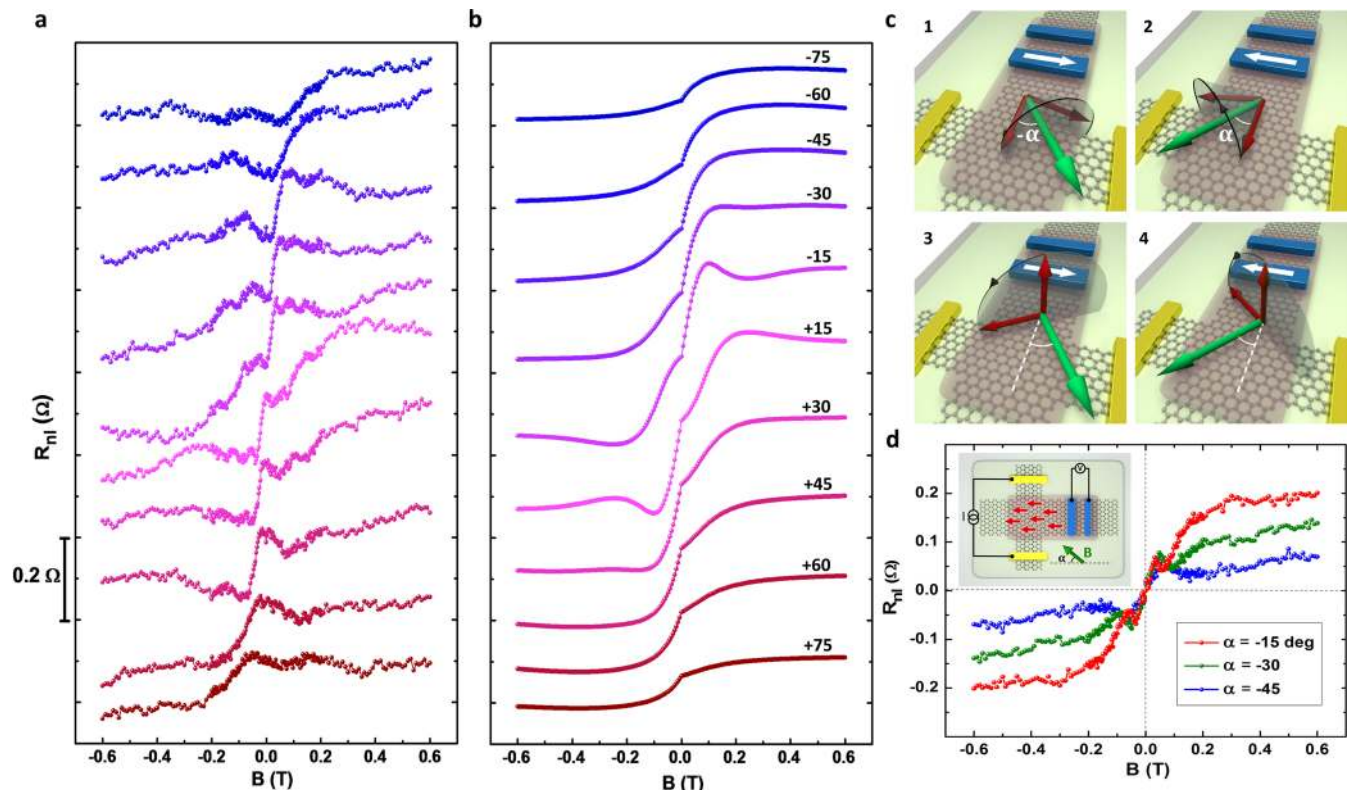 a
b
c
d
R_nl (Ω)
0.2 Ω
-0.6 -0.4 -0.2 0.0 0.2 0.4 0.6
B (T)
-75
-60
-45
-30
-15
+15
+30
+45
+60
+75
-0.6 -0.4 -0.2 0.0 0.2 0.4 0.6
B (T)
1
-α
2
α
3
4
R_nl (Ω)
0.2
0.1
0.0
-0.1
-0.2
I
V
α
B
α = -15 deg
α = -30
α = -45
-0.6 -0.4 -0.2 0.0 0.2 0.4 0.6
B (T)